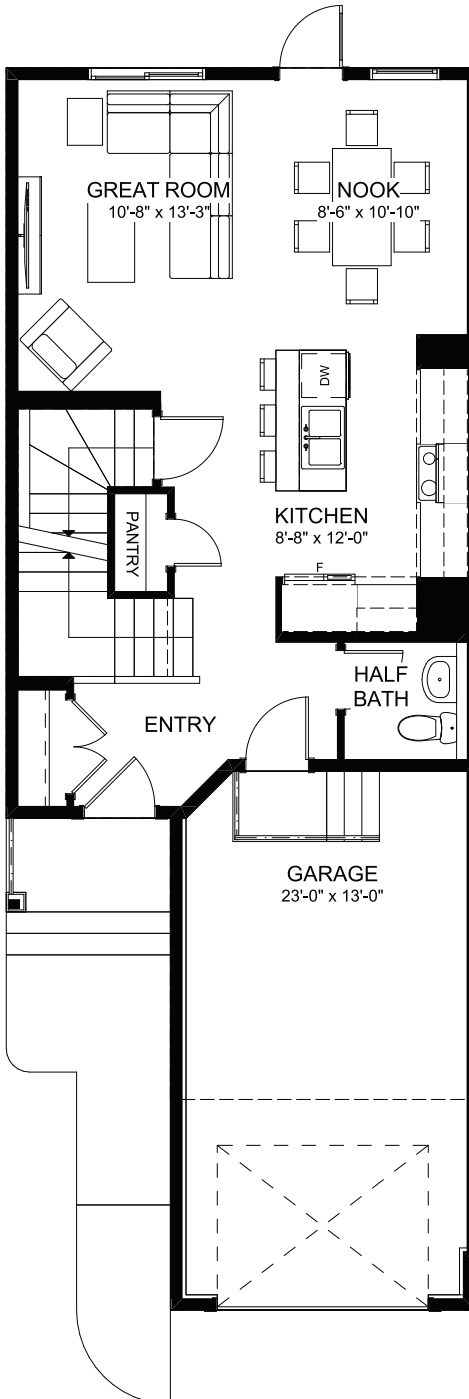 GREAT ROOM
10'-8" x 13'-3"
NOOK
8'-6" x 10'-10"
DW
KITCHEN
8'-8" x 12'-0"
PANTRY
F
HALF
BATH
ENTRY
GARAGE
23'-0" x 13'-0"